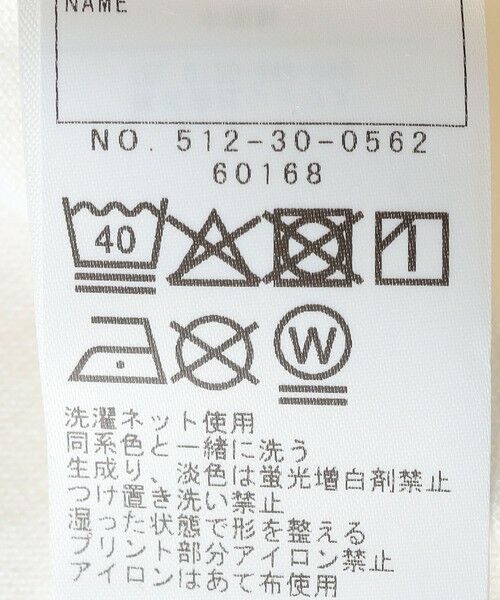 NAME
NO. 512-30-0562
60168
40
W
洗濯ネット使用
同系色と一緒に洗う
生成り、淡色は蛍光増白剤禁止
つけ置き洗い禁止
湿った状態で形を整える
プリント部分アイロン禁止
アイロンはあて布使用